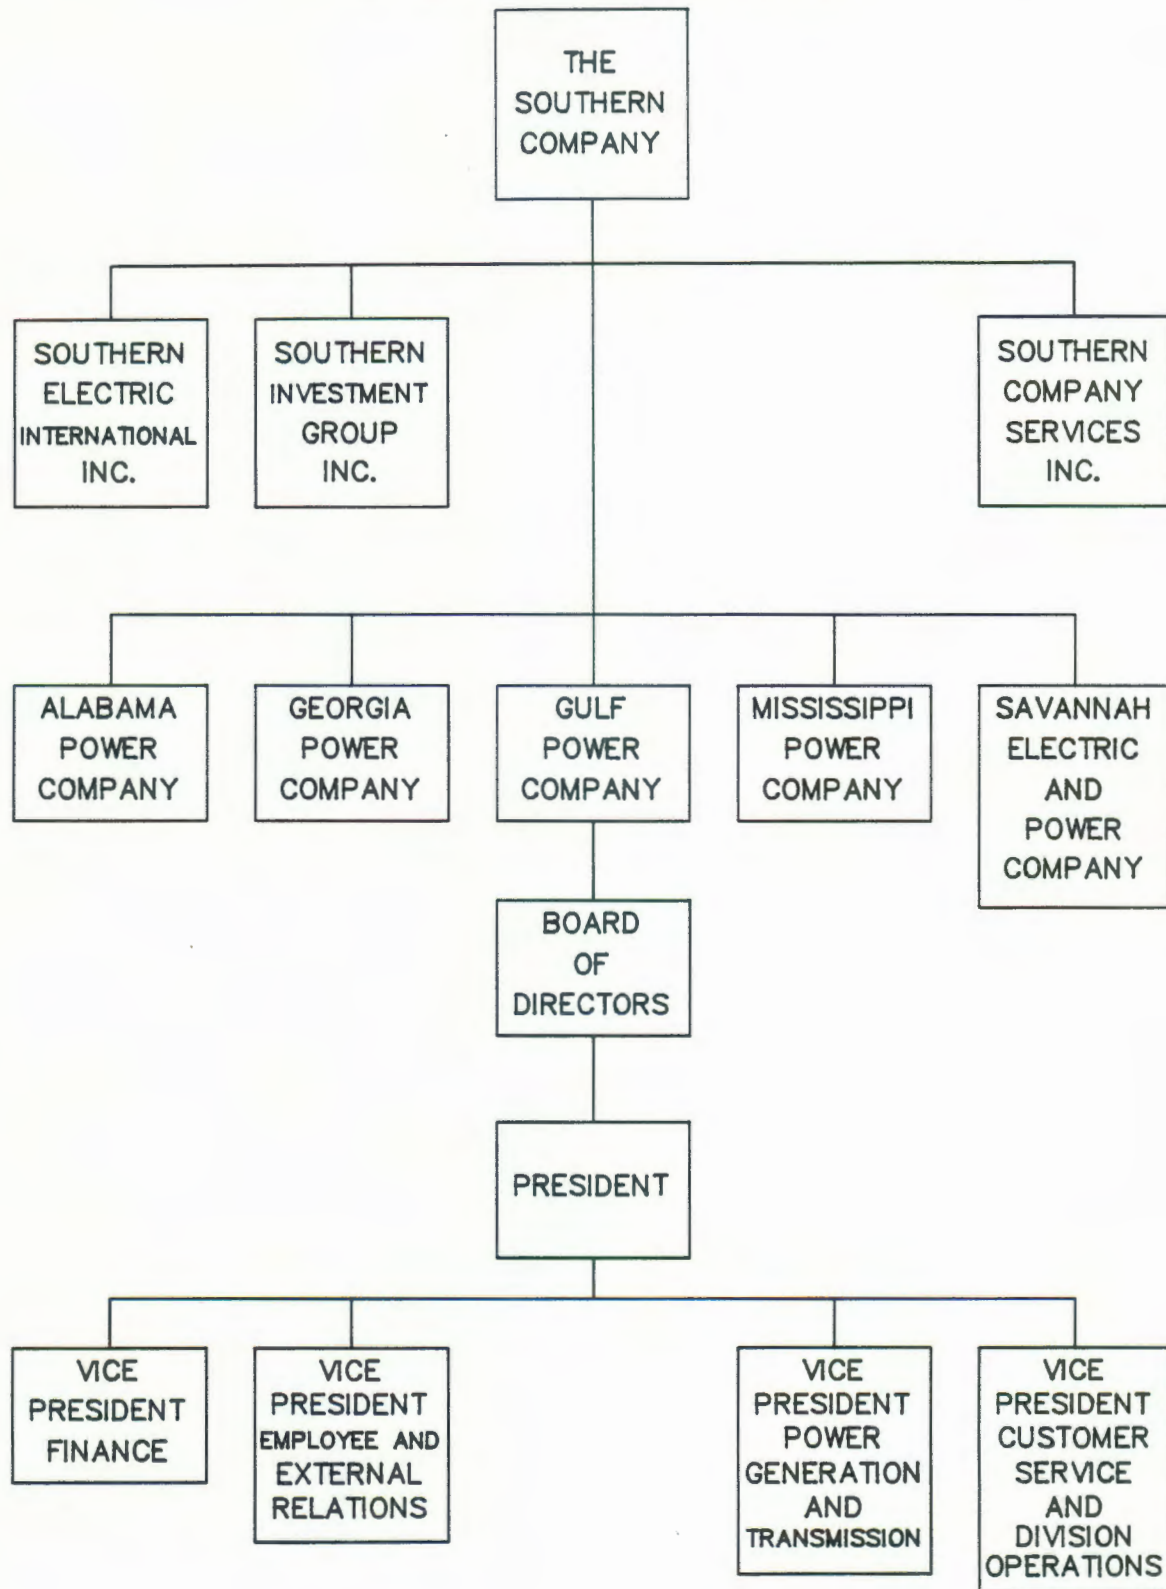 THE
SOUTHERN
COMPANY
SOUTHERN
ELECTRIC
INTERNATIONAL
INC.
SOUTHERN
INVESTMENT
GROUP
INC.
SOUTHERN
COMPANY
SERVICES
INC.
ALABAMA
POWER
COMPANY
GEORGIA
POWER
COMPANY
GULF
POWER
COMPANY
MISSISSIPPI
POWER
COMPANY
SAVANNAH
ELECTRIC
AND
POWER
COMPANY
BOARD
OF
DIRECTORS
PRESIDENT
VICE
PRESIDENT
FINANCE
VICE
PRESIDENT
EMPLOYEE AND
EXTERNAL
RELATIONS
VICE
PRESIDENT
POWER
GENERATION
AND
TRANSMISSION
VICE
PRESIDENT
CUSTOMER
SERVICE
AND
DIVISION
OPERATIONS